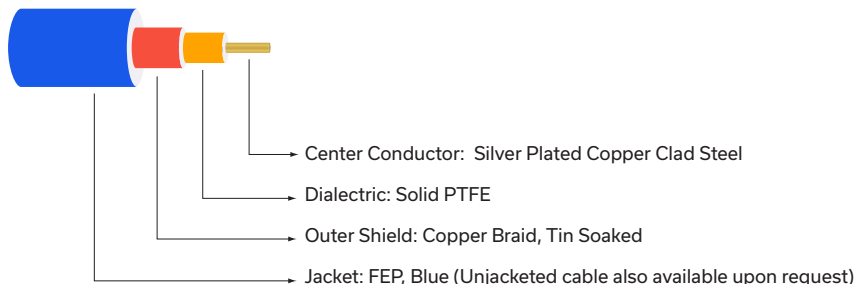 Center Conductor: Silver Plated Copper Clad Steel
Dialectric: Solid PTFE
Outer Shield: Copper Braid, Tin Soaked
Jacket: FEP, Blue (Unjacketed cable also available upon request)